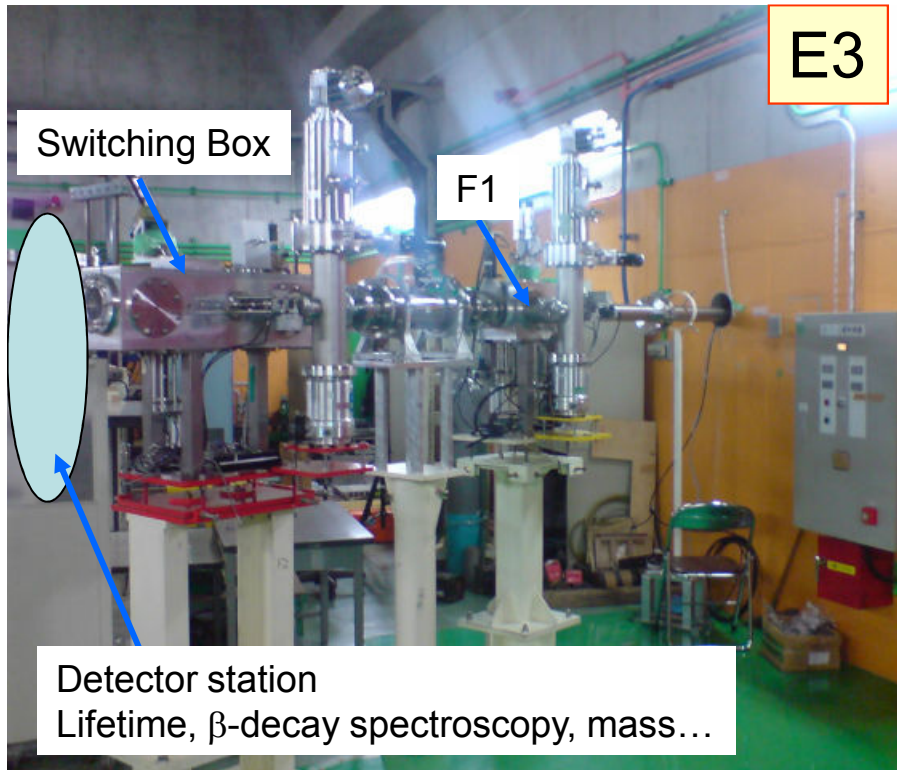 E3
Switching Box
F1
Detector station
Lifetime, β-decay spectroscopy, mass…